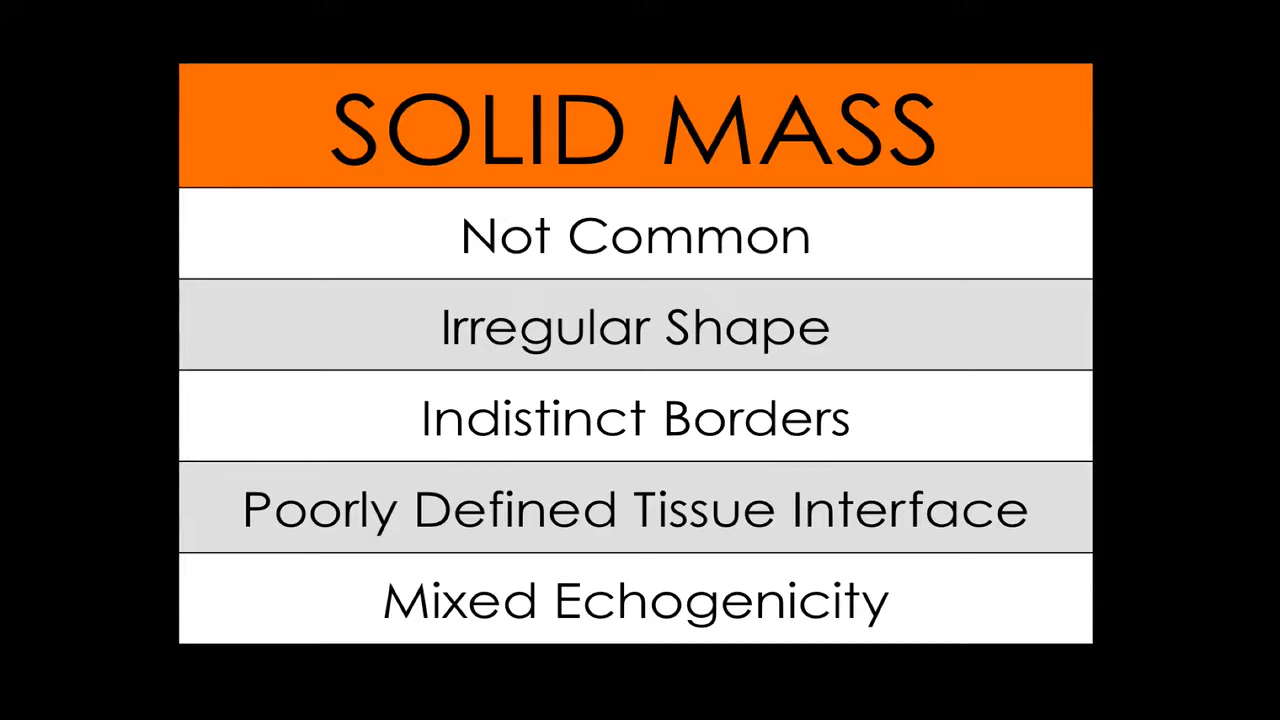 SOLID MASS
Not Common
Irregular Shape
Indistinct Borders
Poorly Defined Tissue Interface
Mixed Echogenicity